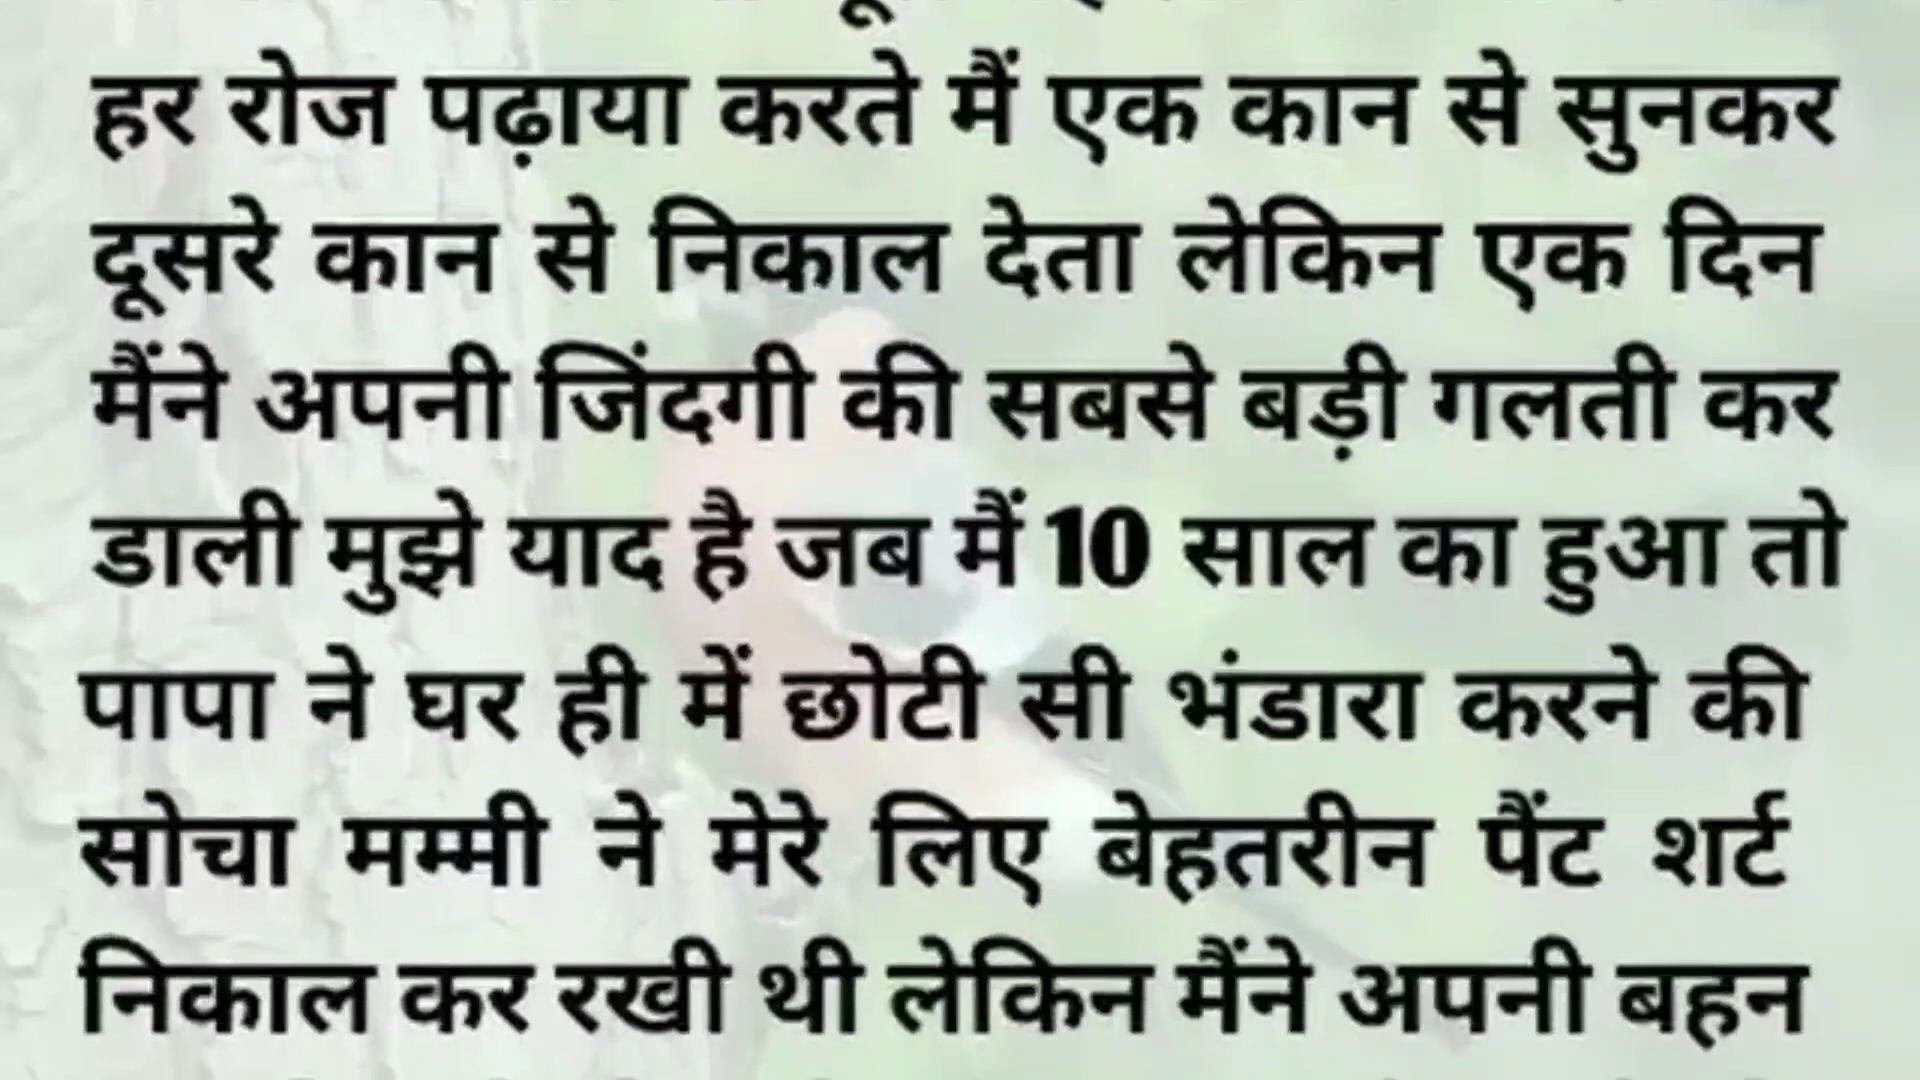 हर रोज पढ़ाया करते मैं एक कान से सुनकर
दूसरे कान से निकाल देता लेकिन एक दिन
मैंने अपनी जिंदगी की सबसे बड़ी गलती कर
डाली मुझे याद है जब मैं 10 साल का हुआ तो
पापा ने घर ही में छोटी सी भंडारा करने की
सोचा मम्मी ने मेरे लिए बेहतरीन पैंट शर्ट
निकाल कर रखी थी लेकिन मैंने अपनी बहन